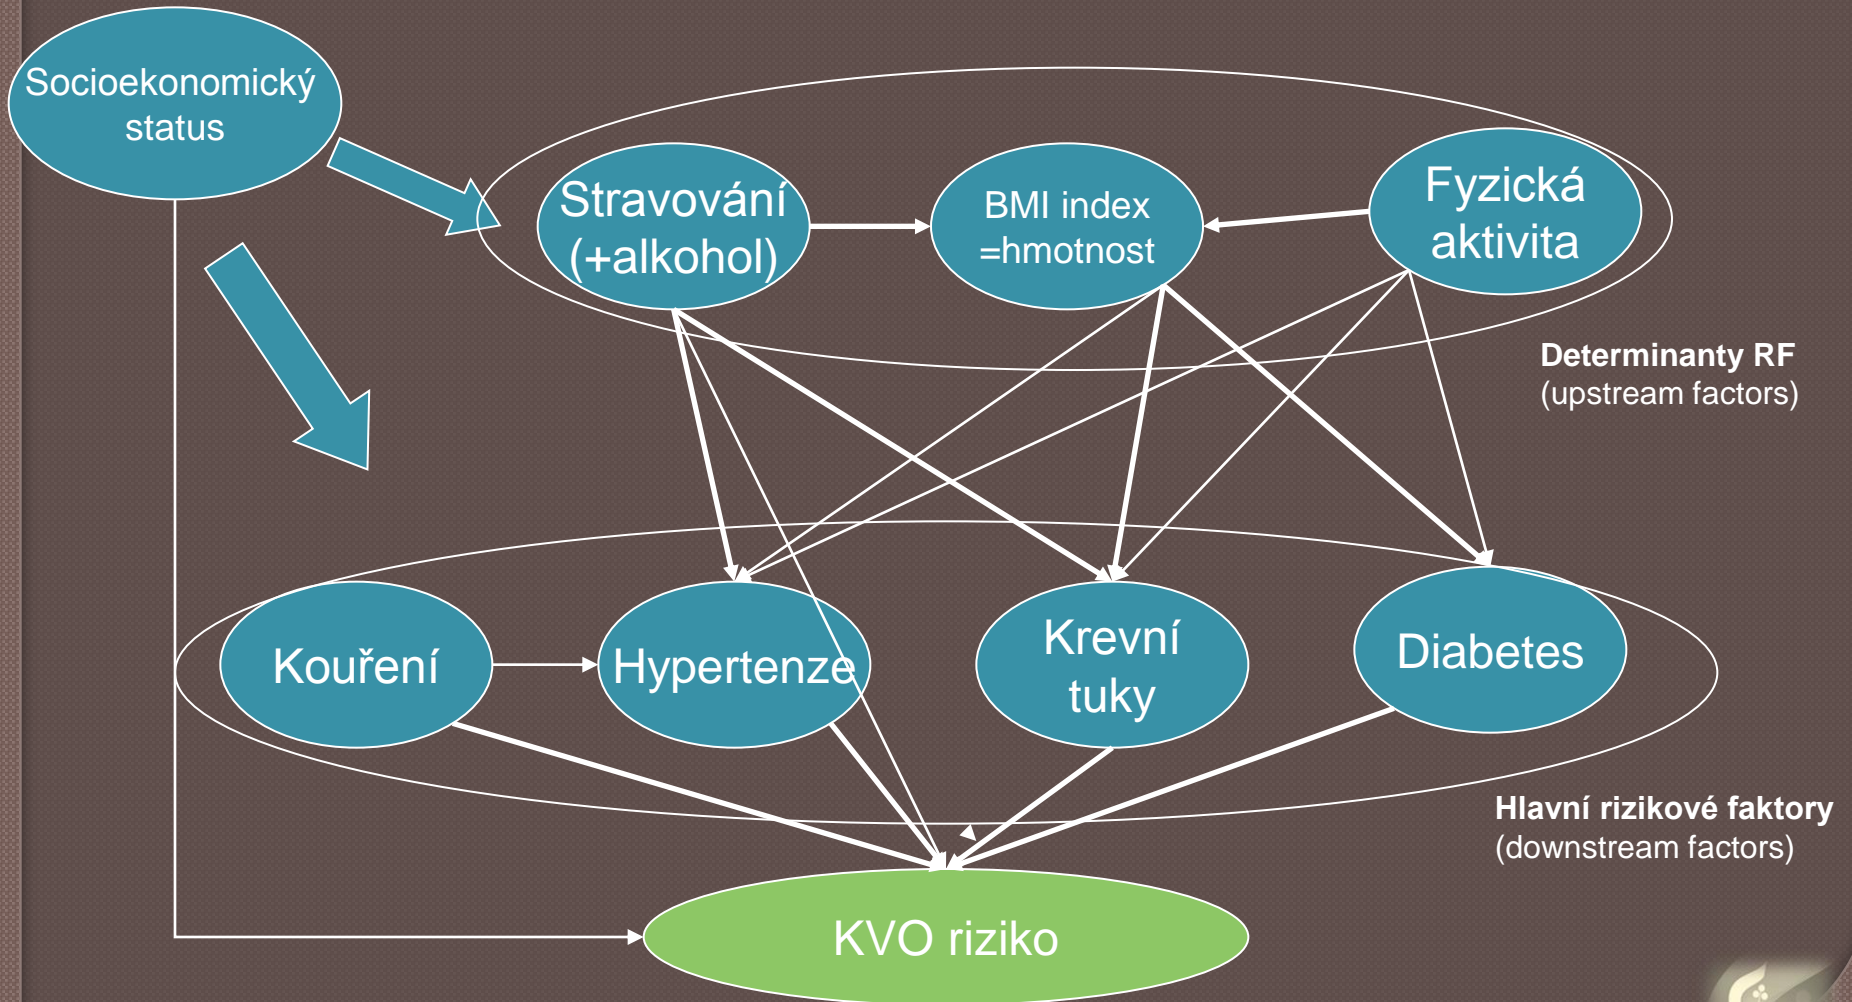 Socioekonomický
status
Stravování
(+alkohol)
BMI index
=hmotnost
Fyzická
aktivita
Determinanty RF
(upstream factors)
Kouření
Hypertenze
Krevní
tuky
Diabetes
Hlavní rizikové faktory
(downstream factors)
KVO riziko